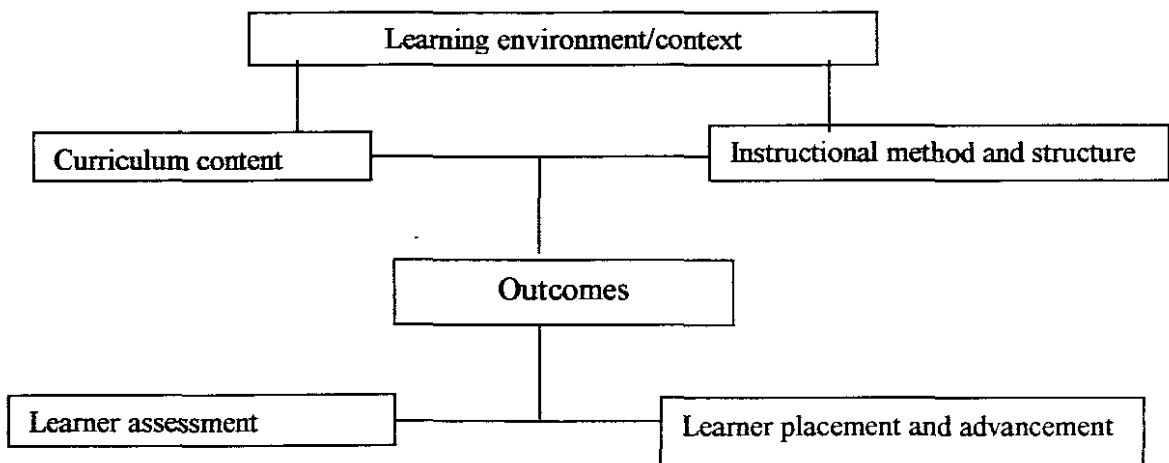 Learning environment/context
Curriculum content
Instructional method and structure
Outcomes
Learner assessment
Learner placement and advancement